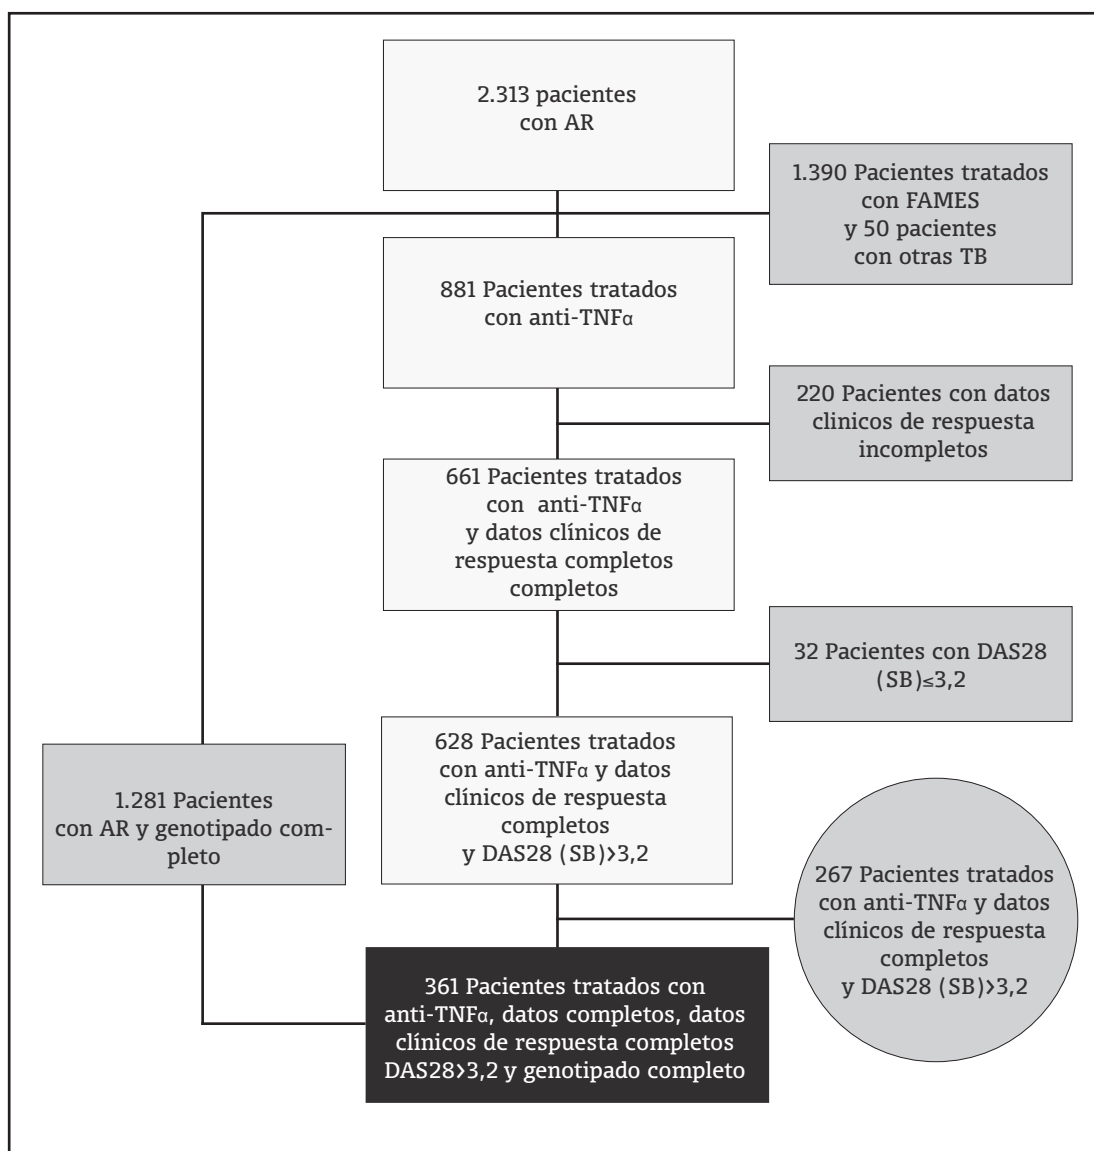 2.313 pacientes
con AR
1.390 Pacientes tratados
con FAMES
y 50 pacientes
con otras TB
881 Pacientes tratados
con anti-TNFα
220 Pacientes con datos
clinicos de respuesta
incompletos
661 Pacientes tratados
con anti-TNFα
y datos clínicos de
respuesta completos
completos
32 Pacientes con DAS28
(SB)≤3,2
628 Pacientes tratados
con anti-TNFα y datos
clínicos de respuesta
completos
y DAS28 (SB)›3,2
1.281 Pacientes
con AR y genotipado com-
pleto
267 Pacientes tratados
con anti-TNFα y datos
clínicos de respuesta
completos
y DAS28 (SB)›3,2
361 Pacientes tratados con
anti-TNFα, datos completos, datos
clínicos de respuesta completos
DAS28›3,2 y genotipado completo